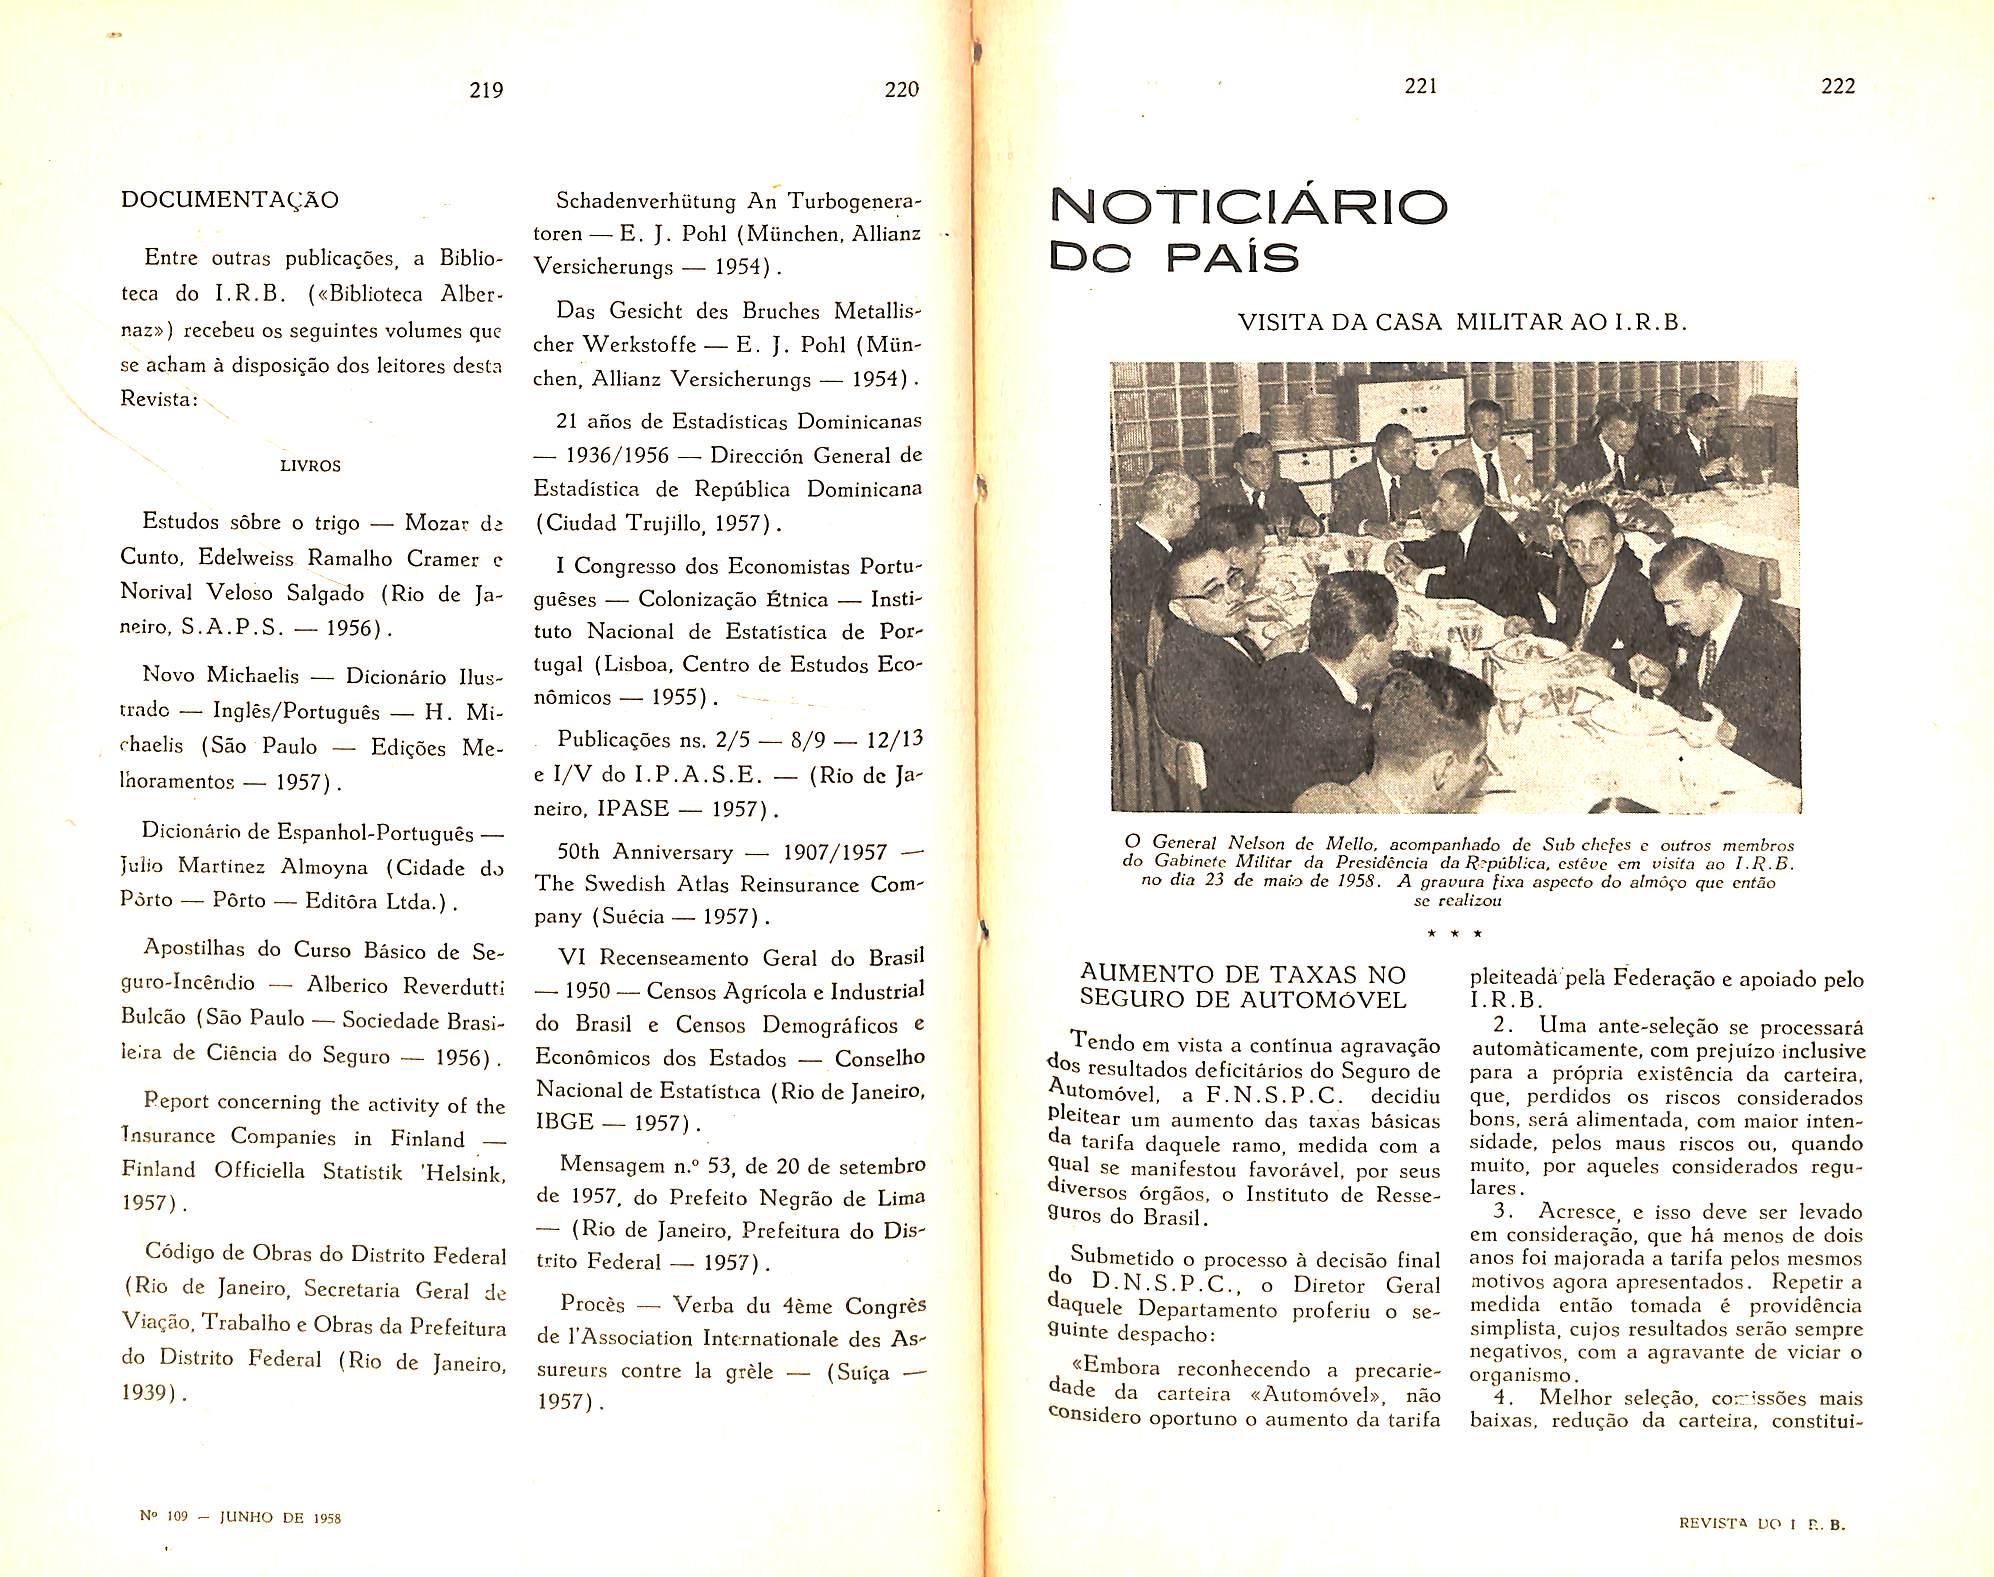 219
DOCUMENTAÇÃO
Entre outras publicações, a Biblio-
teca do I.R.B. («Biblioteca Alber-
naz») recebeu os seguintes volumes que
se acham à disposição dos leitores desta
Revista:
LIVROS
Estudos sôbre o trigo — Mozar de
Cunto, Edelweiss Ramalho Cramer e
Norival Veloso Salgado (Rio de Ja-
neiro, S.A.P.S. — 1956).
Novo Michaelis — Dicionário Ilus-
trado — Inglês/Português — H. Mi-
chaelis (São Paulo — Edições Me-
lhoramentos — 1957).
Dicionário de Espanhol-Português —
Julio Martinez Almoyna (Cidade do
Pôrto — Pôrto — Editôra Ltda.).
Apostilhas do Curso Básico de Se-
guro-Incêndio — Alberico Reverdutti
Bulcão (São Paulo — Sociedade Brasi-
leira de Ciência do Seguro — 1956).
Report concerning the activity of the
Insurance Companies in Finland —
Finland Officiella Statistik 'Helsink,
1957).
Código de Obras do Distrito Federal
(Rio de Janeiro, Secretaria Geral de
Viação, Trabalho e Obras da Prefeitura
do Distrito Federal (Rio de Janeiro,
1939).
Nº 109 — JUNHO DE 1958
220
Schadenverhütung An Turbogenera-
toren — E. J. Pohl (München, Allianz
Versicherungs — 1954).
Das Gesicht des Bruches Metallis-
cher Werkstoffe — E. J. Pohl (Mün-
chen, Allianz Versicherungs — 1954).
21 años de Estadísticas Dominicanas
— 1936/1956 — Dirección General de
Estadística de República Dominicana
(Ciudad Trujillo, 1957).
I Congresso dos Economistas Portu-
guêses — Colonização Étnica — Insti-
tuto Nacional de Estatística de Por-
tugal (Lisboa, Centro de Estudos Eco-
nômicos — 1955).
Publicações ns. 2/5 — 8/9 — 12/13
e I/V do I.P.A.S.E. — (Rio de Ja-
neiro, IPASE — 1957).
50th Anniversary — 1907/1957 —
The Swedish Atlas Reinsurance Com-
pany (Suécia — 1957).
VI Recenseamento Geral do Brasil
— 1950 — Censos Agrícola e Industrial
do Brasil e Censos Demográficos e
Econômicos dos Estados — Conselho
Nacional de Estatística (Rio de Janeiro,
IBGE — 1957).
Mensagem n.º 53, de 20 de setembro
de 1957, do Prefeito Negrão de Lima
— (Rio de Janeiro, Prefeitura do Dis-
trito Federal — 1957).
Procès — Verba du 4ème Congrès
de l'Association Internationale des As-
sureurs contre la grèle — (Suíça —
1957).
221
222
NOTICIÁRIO
DO PAÍS
VISITA DA CASA MILITAR AO I.R.B.
O General Nelson de Mello, acompanhado de Sub chefes e outros membros
do Gabinete Militar da Presidência da República, estêve em visita ao I.R.B.
no dia 23 de maio de 1958. A gravura fixa aspecto do almôço que então
se realizou
★ ★ ★
AUMENTO DE TAXAS NO
SEGURO DE AUTOMÓVEL
Tendo em vista a contínua agravação
dos resultados deficitários do Seguro de
Automóvel, a F.N.S.P.C. decidiu
pleitear um aumento das taxas básicas
da tarifa daquele ramo, medida com a
qual se manifestou favorável, por seus
diversos órgãos, o Instituto de Resse-
guros do Brasil.
Submetido o processo à decisão final
do D.N.S.P.C., o Diretor Geral
daquele Departamento proferiu o se-
guinte despacho:
«Embora reconhecendo a precarie-
dade da carteira «Automóvel», não
considero oportuno o aumento da tarifa
pleiteada pela Federação e apoiado pelo
I.R.B.
2. Uma ante-seleção se processará
automàticamente, com prejuízo inclusive
para a própria existência da carteira,
que, perdidos os riscos considerados
bons, será alimentada, com maior inten-
sidade, pelos maus riscos ou, quando
muito, por aqueles considerados regu-
lares.
3. Acresce, e isso deve ser levado
em consideração, que há menos de dois
anos foi majorada a tarifa pelos mesmos
motivos agora apresentados. Repetir a
medida então tomada é providência
simplista, cujos resultados serão sempre
negativos, com a agravante de viciar o
organismo.
4. Melhor seleção, comissões mais
baixas, redução da carteira, constitui-
REVISTA DO I R. B.